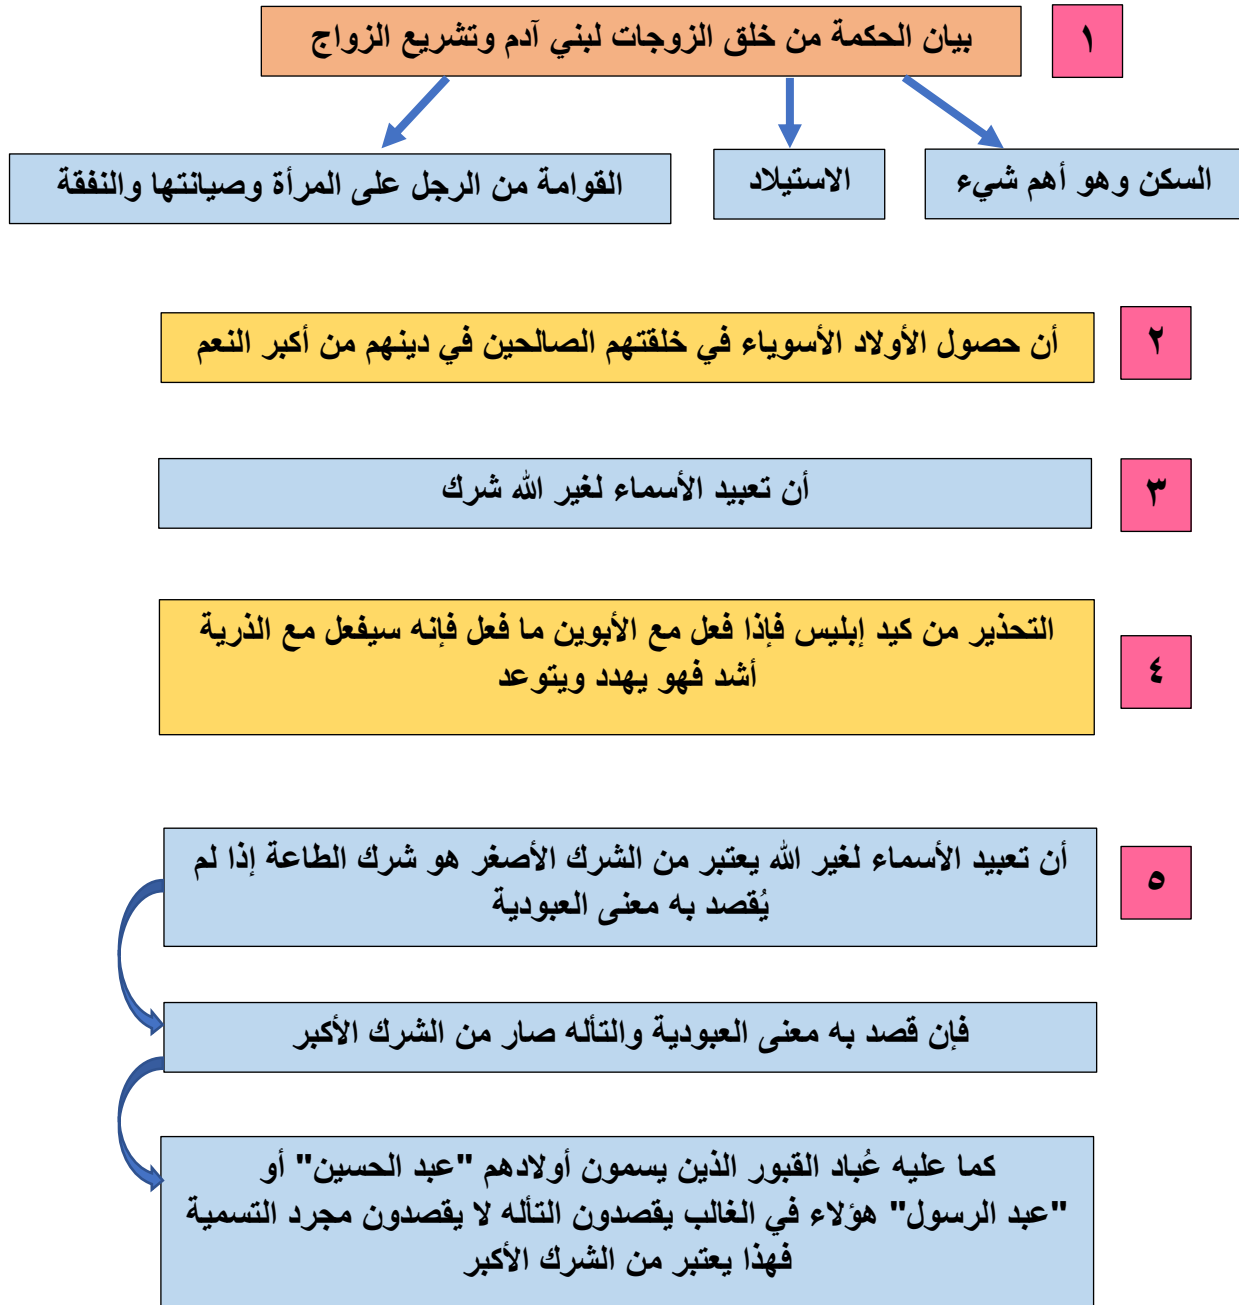 ١
بيان الحكمة من خلق الزوجات لبني آدم وتشريع الزواج
السكن وهو أهم شيء
الاستيلاد
القوامة من الرجل على المرأة وصيانتها والنفقة
٢
أن حصول الأولاد الأسوياء في خلقتهم الصالحين في دينهم من أكبر النعم
٣
أن تعبيد الأسماء لغير الله شرك
٤
التحذير من كيد إبليس فإذا فعل مع الأبوين ما فعل فإنه سيفعل مع الذرية
أشد فهو يهدد ويتوعد
٥
أن تعبيد الأسماء لغير الله يعتبر من الشرك الأصغر هو شرك الطاعة إذا لم
يُقصد به معنى العبودية
فإن قصد به معنى العبودية والتأله صار من الشرك الأكبر
كما عليه عُباد القبور الذين يسمون أولادهم "عبد الحسين" أو
"عبد الرسول" هؤلاء في الغالب يقصدون التأله لا يقصدون مجرد التسمية
فهذا يعتبر من الشرك الأكبر